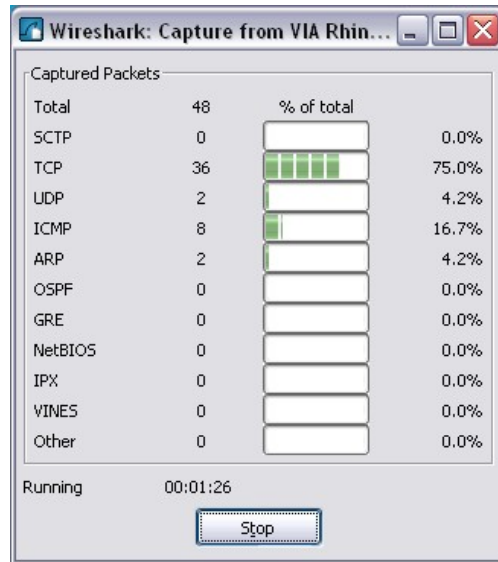 Wireshark: Capture from VIA Rhin...
Captured Packets
Total 48 % of total
SCTP 0 0.0%
TCP 36 75.0%
UDP 2 4.2%
ICMP 8 16.7%
ARP 2 4.2%
OSPF 0 0.0%
GRE 0 0.0%
NetBIOS 0 0.0%
IPX 0 0.0%
VINES 0 0.0%
Other 0 0.0%
Running 00:01:26
Stop